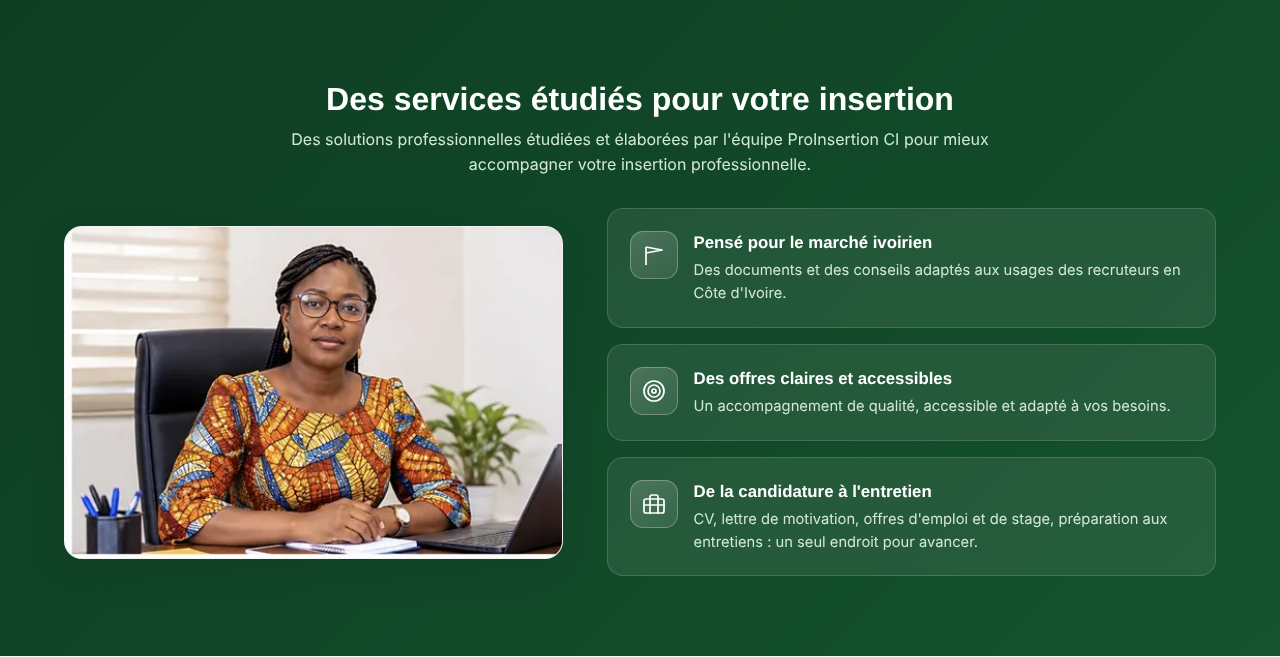 Des services étudiés pour votre insertion
Des solutions professionnelles étudiées et élaborées par l'équipe ProInsertion CI pour mieux
accompagner votre insertion professionnelle.
Pensé pour le marché ivoirien
Des documents et des conseils adaptés aux usages des recruteurs en
Côte d'Ivoire.
Des offres claires et accessibles
Un accompagnement de qualité, accessible et adapté à vos besoins.
De la candidature à l'entretien
CV, lettre de motivation, offres d'emploi et de stage, préparation aux
entretiens : un seul endroit pour avancer.